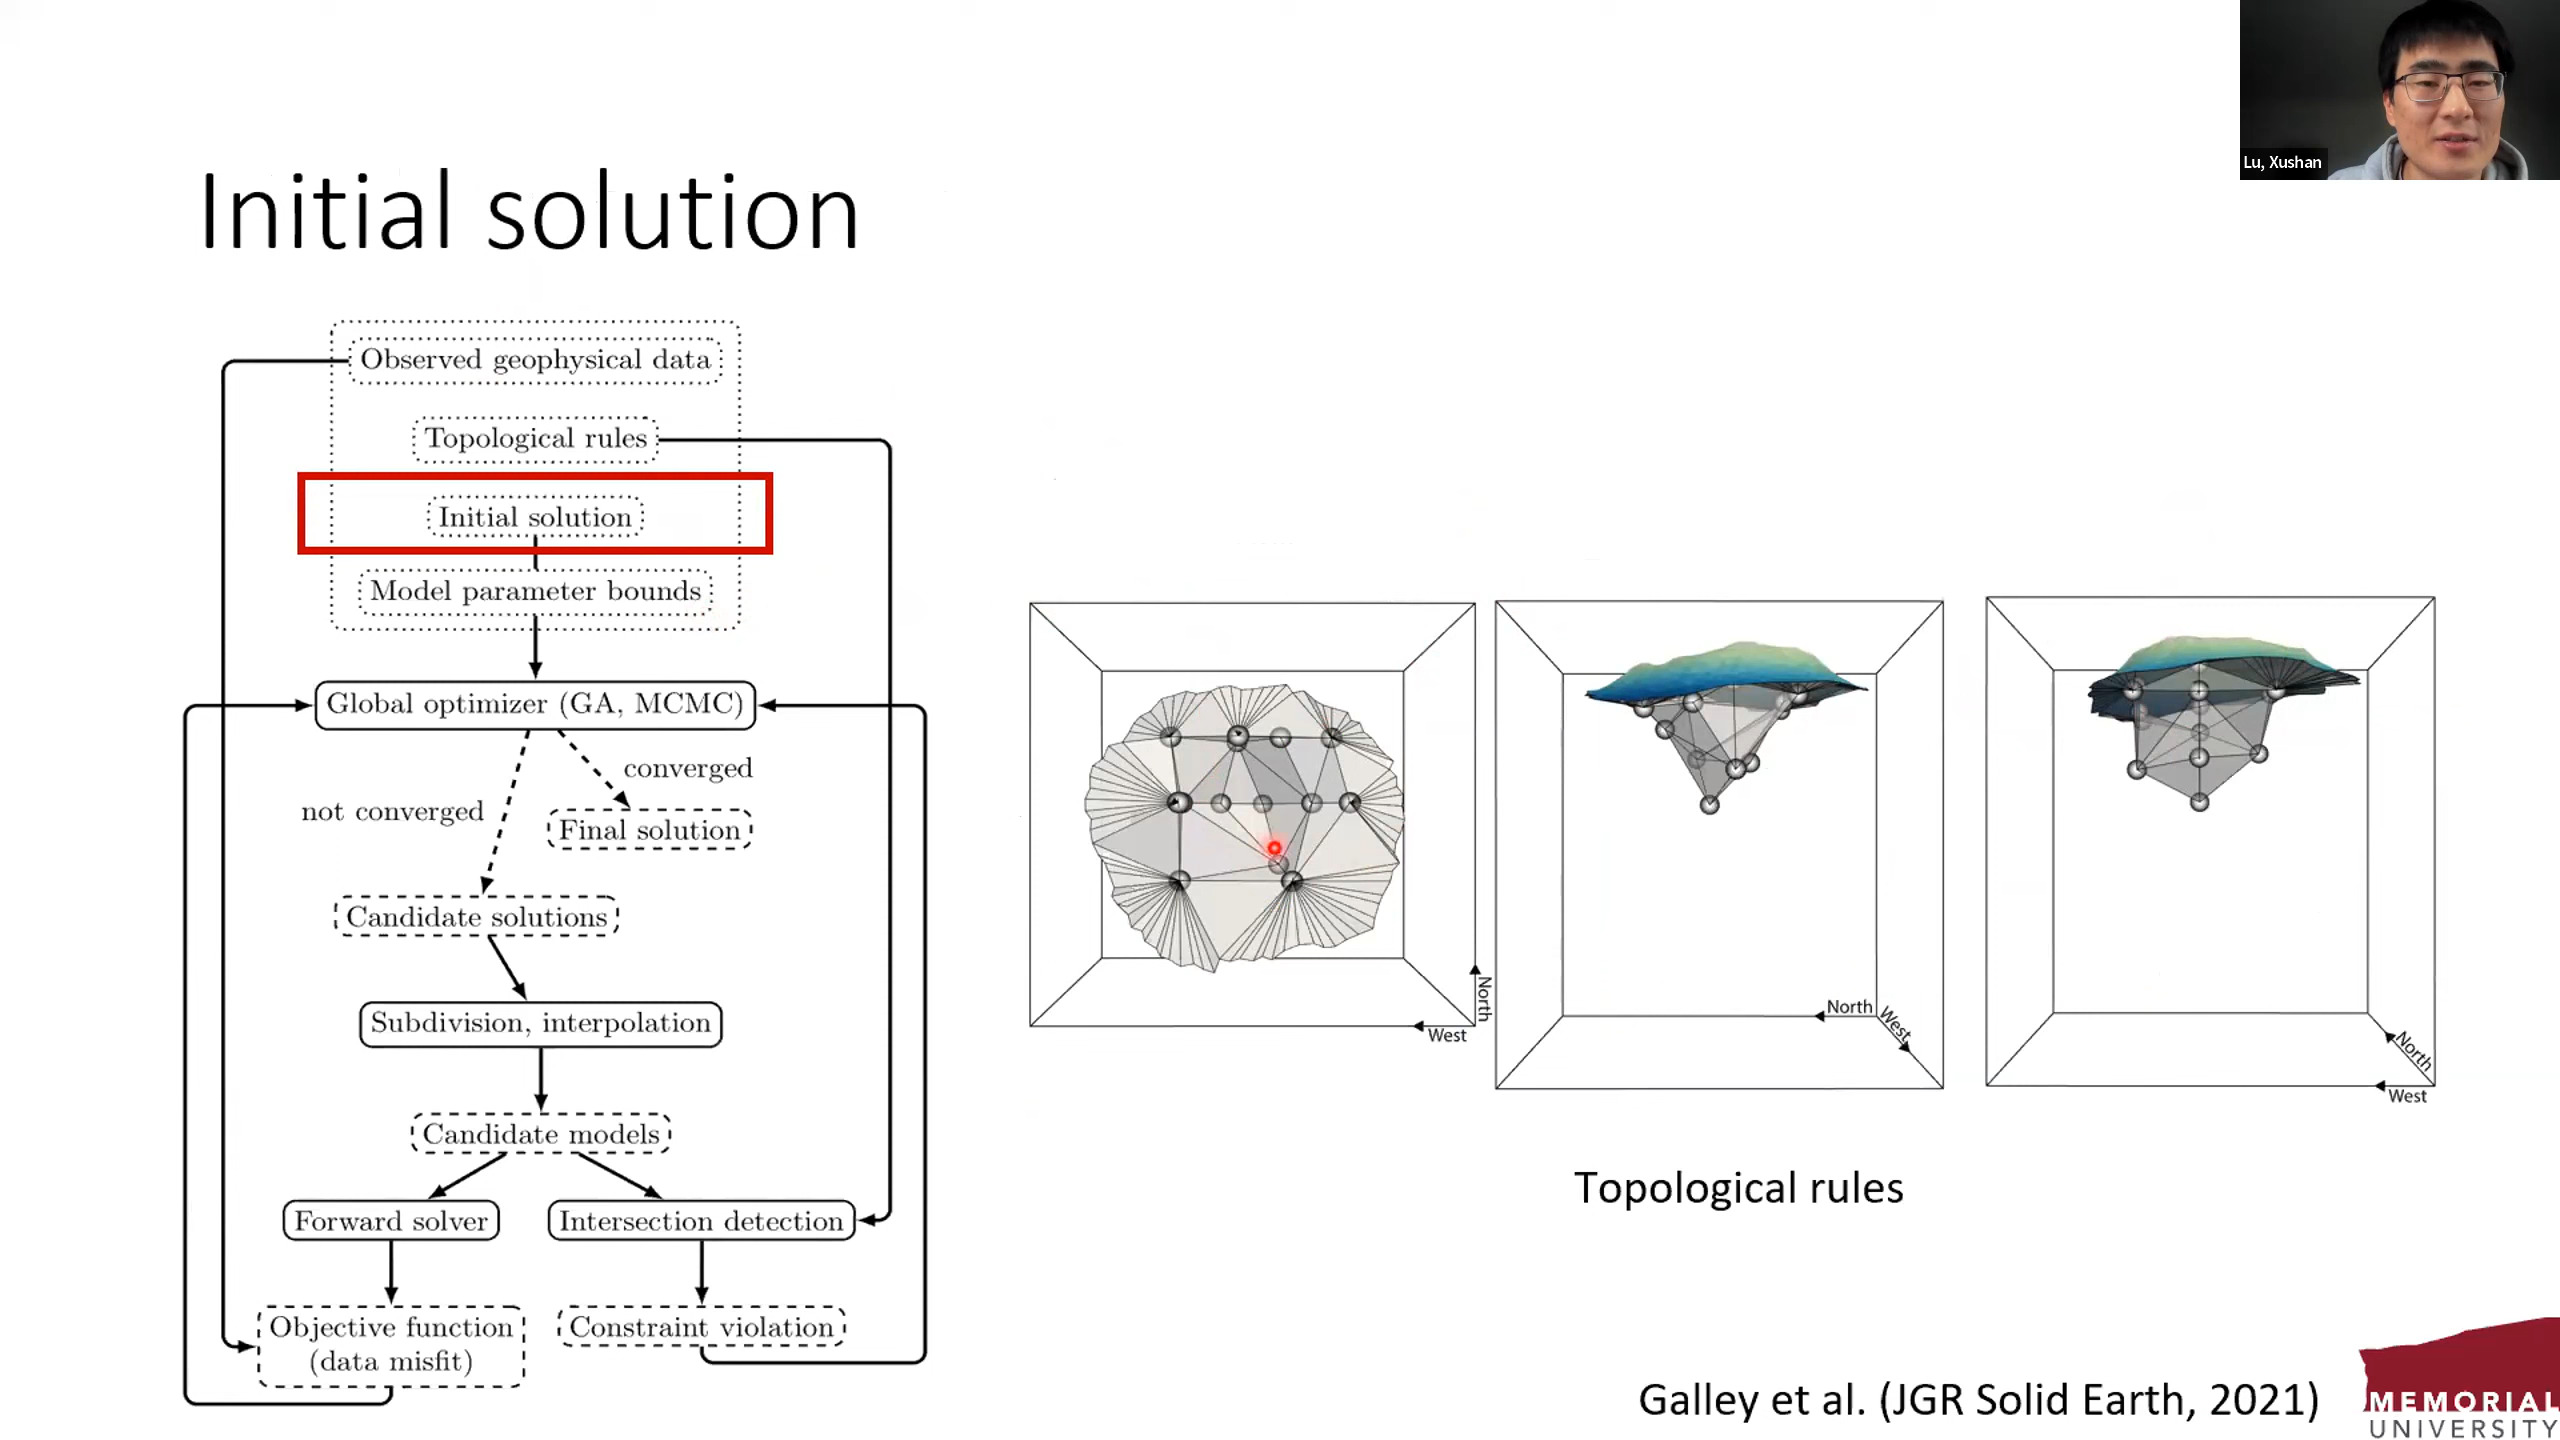 Lu, Xushan
Initial solution
Observed geophysical data
Topological rules
Initial solution
Model parameter bounds
Global optimizer (GA, MCMC)
converged
not converged
Final solution
Candidate solutions
Subdivision, interpolation
Candidate models
Forward solver
Intersection detection
Objective function
(data misfit)
Constraint violation
North
West
North
West
North
West
Topological rules
Galley et al. (JGR Solid Earth, 2021)
MEMORIAL
UNIVERSITY